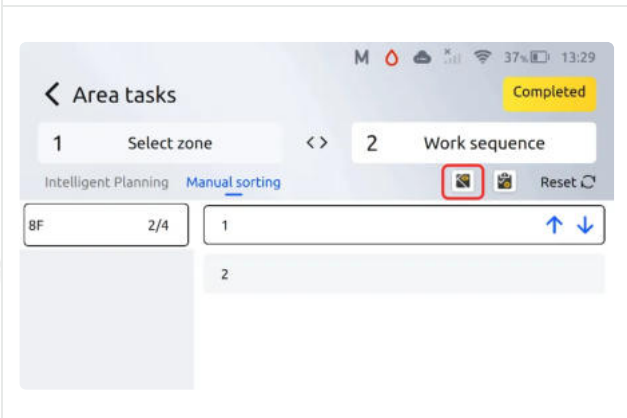 M 37% 13:29
Area tasks Completed
1 Select zone <> 2 Work sequence
Intelligent Planning Manual sorting Reset
8F 2/4 1
2